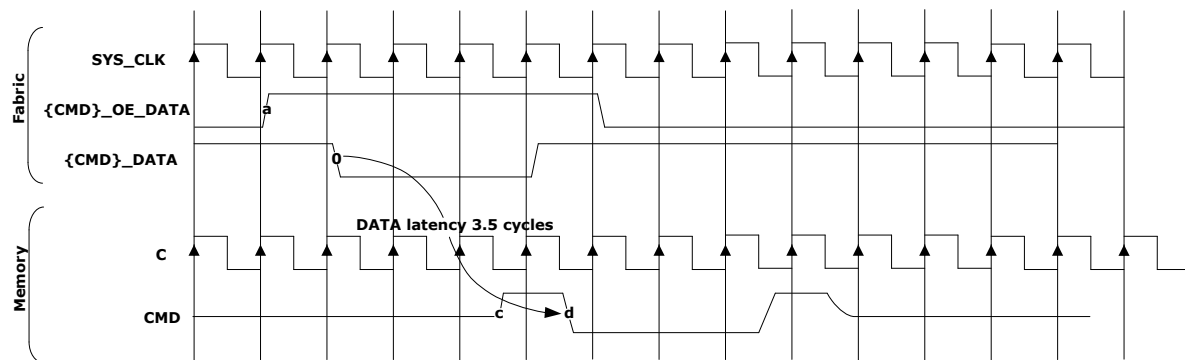 Fabric
SYS_CLK
{CMD}_OE_DATA
a
{CMD}_DATA
0
DATA latency 3.5 cycles
Memory
C
CMD
c
d